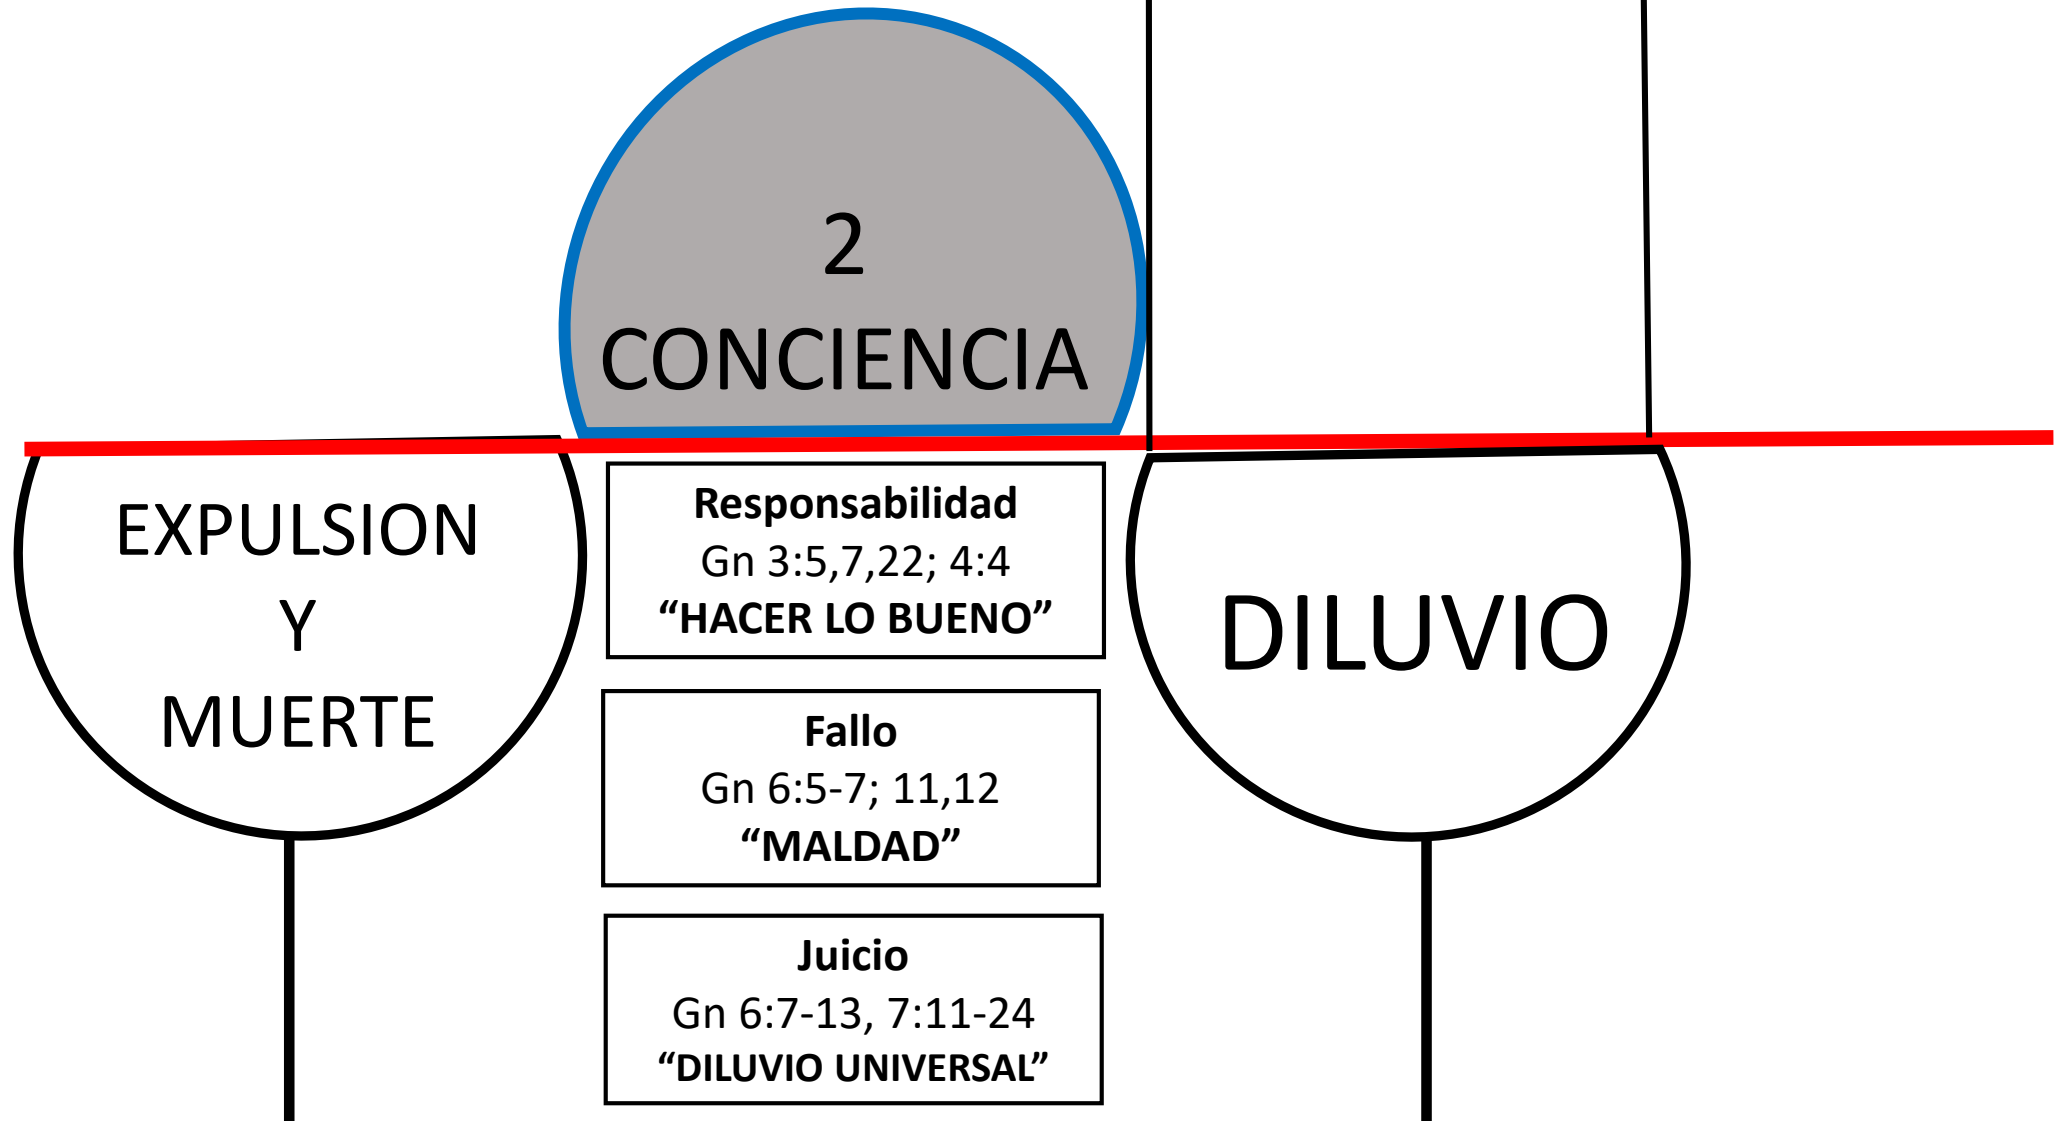 2
CONCIENCIA
EXPULSION
Y
MUERTE
Responsabilidad
Gn 3:5,7,22; 4:4
“HACER LO BUENO”
Fallo
Gn 6:5-7; 11,12
“MALDAD”
Juicio
Gn 6:7-13, 7:11-24
“DILUVIO UNIVERSAL”
DILUVIO